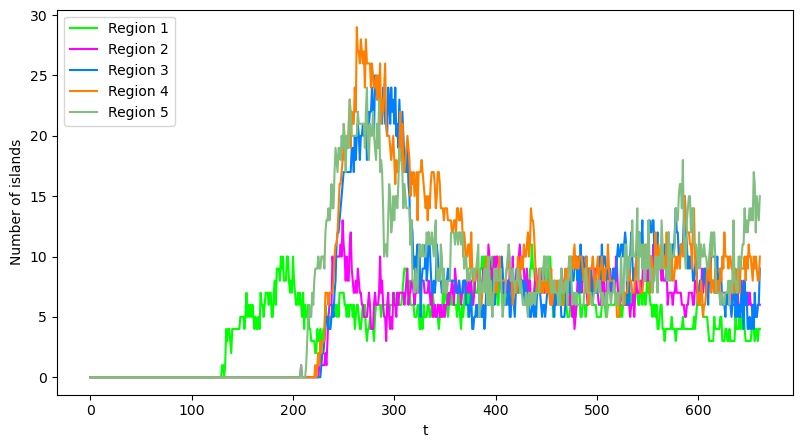 Region 1
Region 2
Region 3
Region 4
Region 5
Number of islands
30
25
20
15
10
5
0
0 100 200 300 400 500 600
t